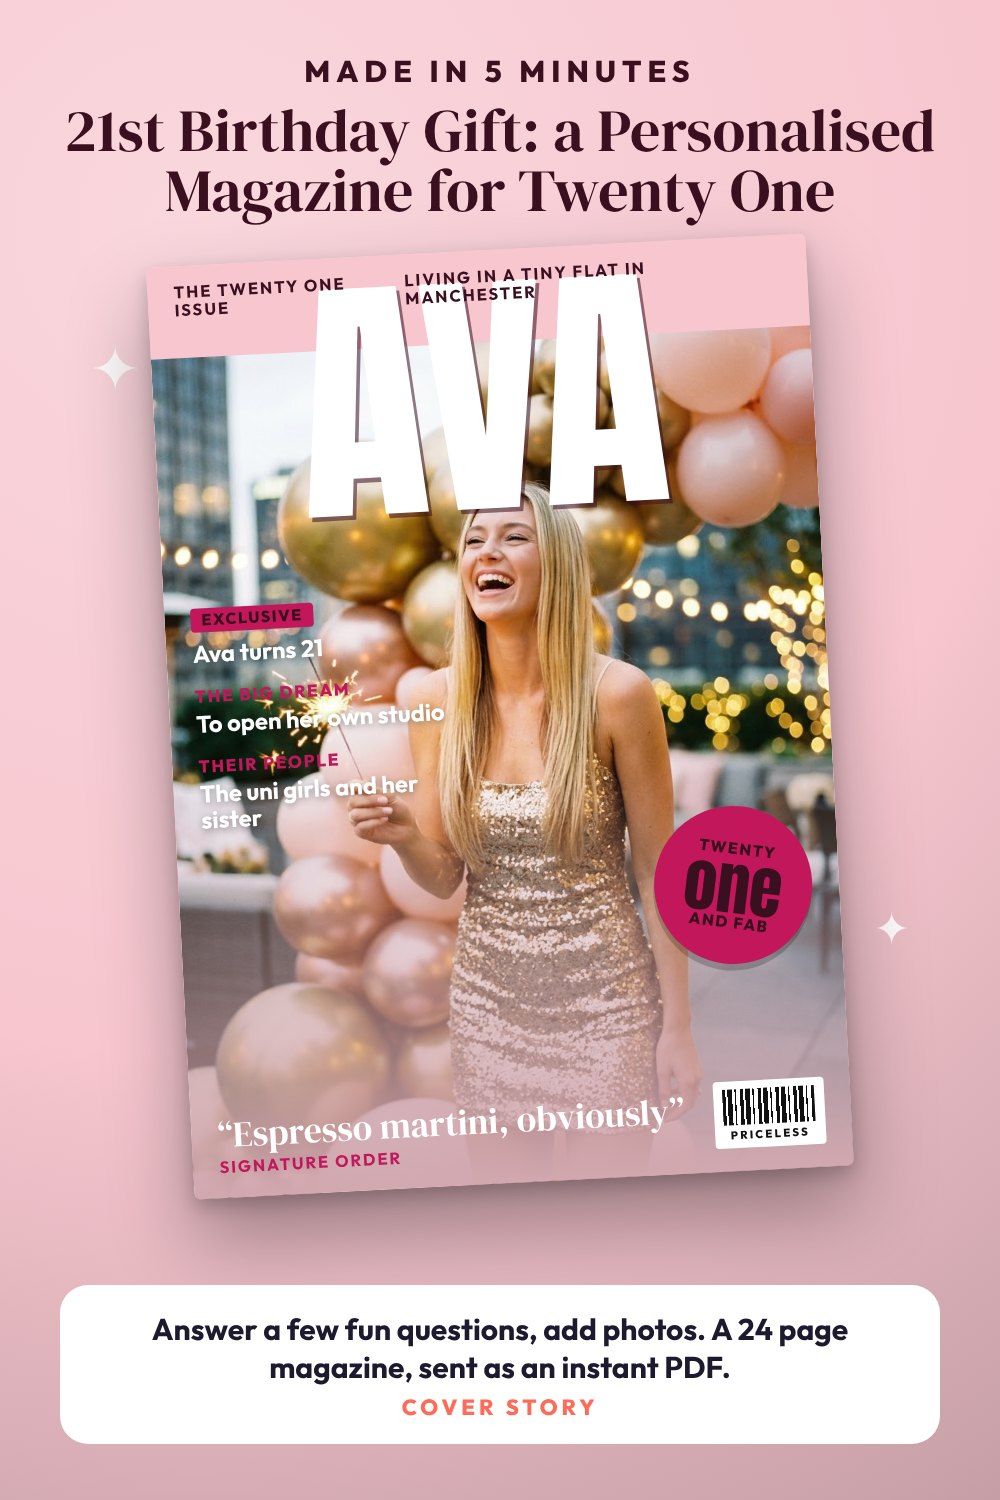 MADE IN 5 MINUTES
21st Birthday Gift: a Personalised
Magazine for Twenty One
THE TWENTY ONE
ISSUE
LIVING IN A TINY FLAT IN
MANCHESTER
AVA
EXCLUSIVE
Ava turns 21
THE BIG DREAM
To open her own studio
THEIR PEOPLE
The uni girls and her
sister
TWENTY
one
AND FAB
“Espresso martini, obviously”
SIGNATURE ORDER
PRICELESS
Answer a few fun questions, add photos. A 24 page
magazine, sent as an instant PDF.
COVER STORY